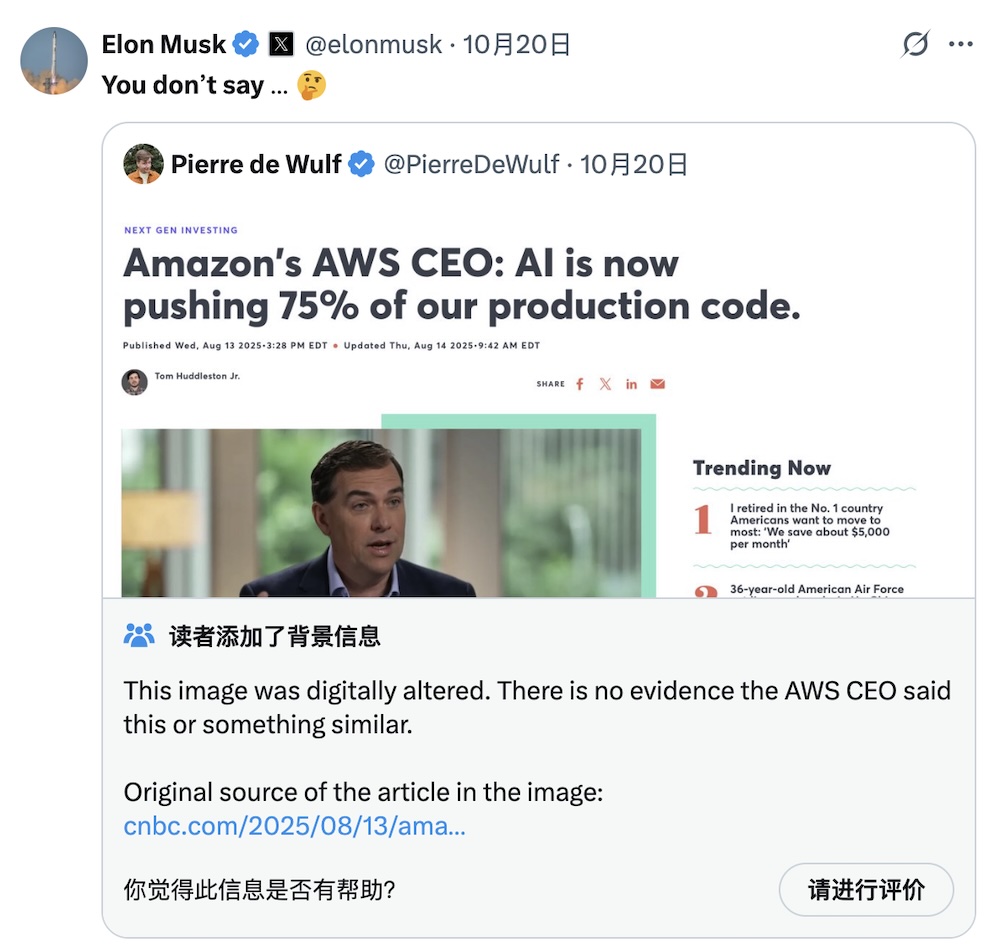 Elon Musk @elonmusk · 10月20日
You don't say ... 🤔
Pierre de Wulf @PierreDeWulf · 10月20日
NEXT GEN INVESTING
Amazon's AWS CEO: AI is now
pushing 75% of our production code.
Published Wed, Aug 13 2025•3:28 PM EDT • Updated Thu, Aug 14 2025•9:42 AM EDT
Tom Huddleston Jr.
SHARE
Trending Now
1
I retired in the No. 1 country
Americans want to move to
most: 'We save about $5,000
per month'
2
36-year-old American Air Force
读者添加了背景信息
This image was digitally altered. There is no evidence the AWS CEO said
this or something similar.
Original source of the article in the image:
cnbc.com/2025/08/13/ama...
你觉得此信息是否有帮助?
请进行评价